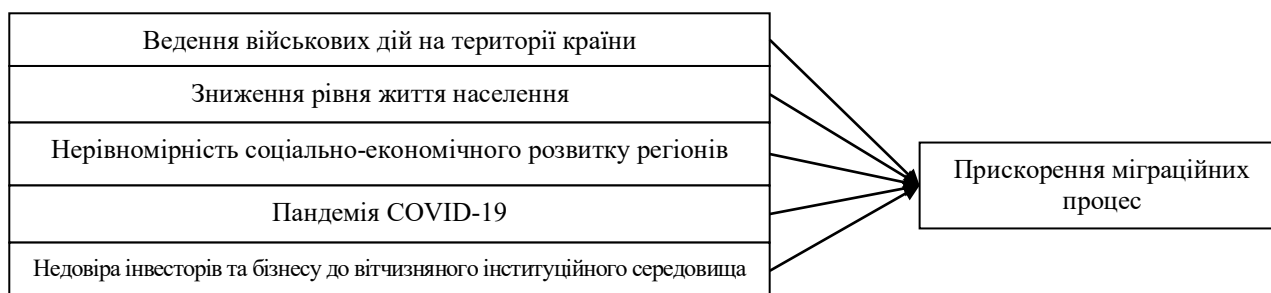 Ведення військових дій на території країни
Зниження рівня життя населення
Нерівномірність соціально-економічного розвитку регіонів
Пандемія COVID-19
Недовіра інвесторів та бізнесу до вітчизняного інституційного середовища
Прискорення міграційних
процес